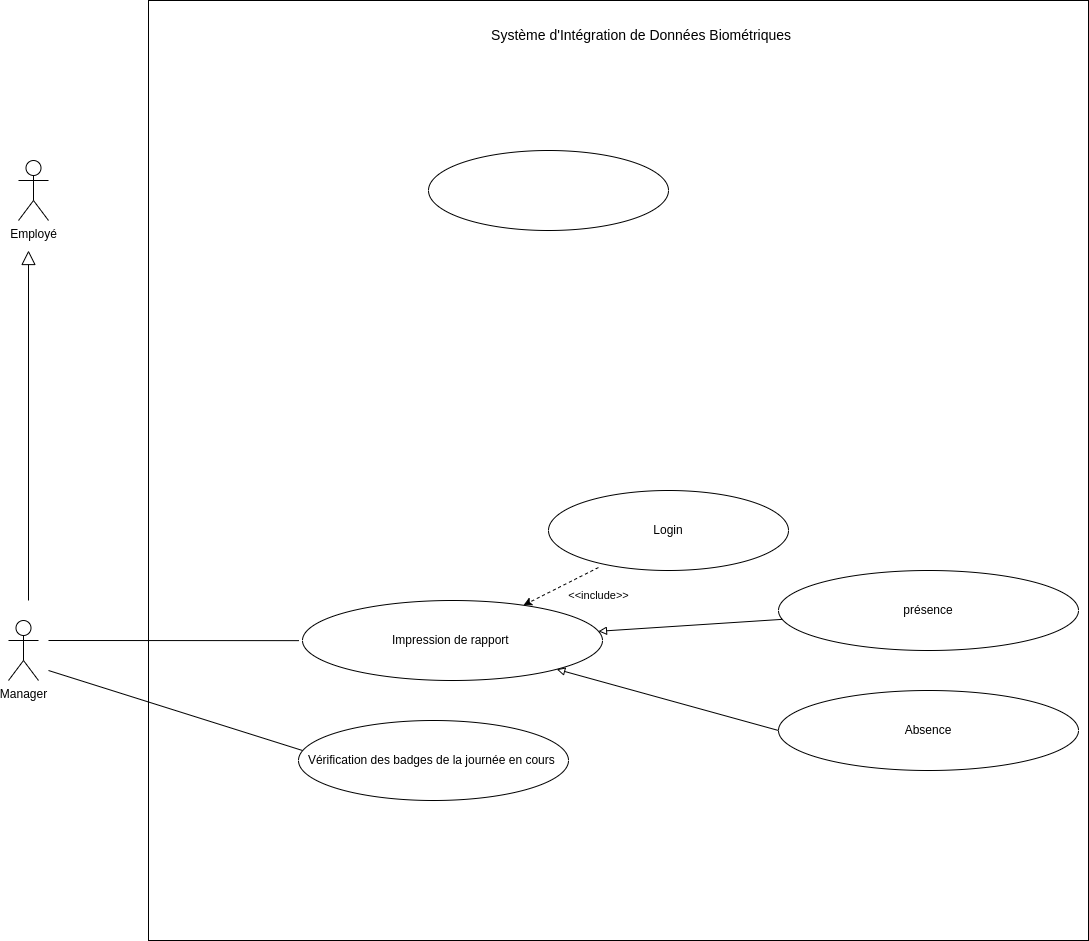 Système d'Intégration de Données Biométriques
Employé
Login
<<include>>
présence
Impression de rapport
Manager
Absence
Vérification des badges de la journée en cours